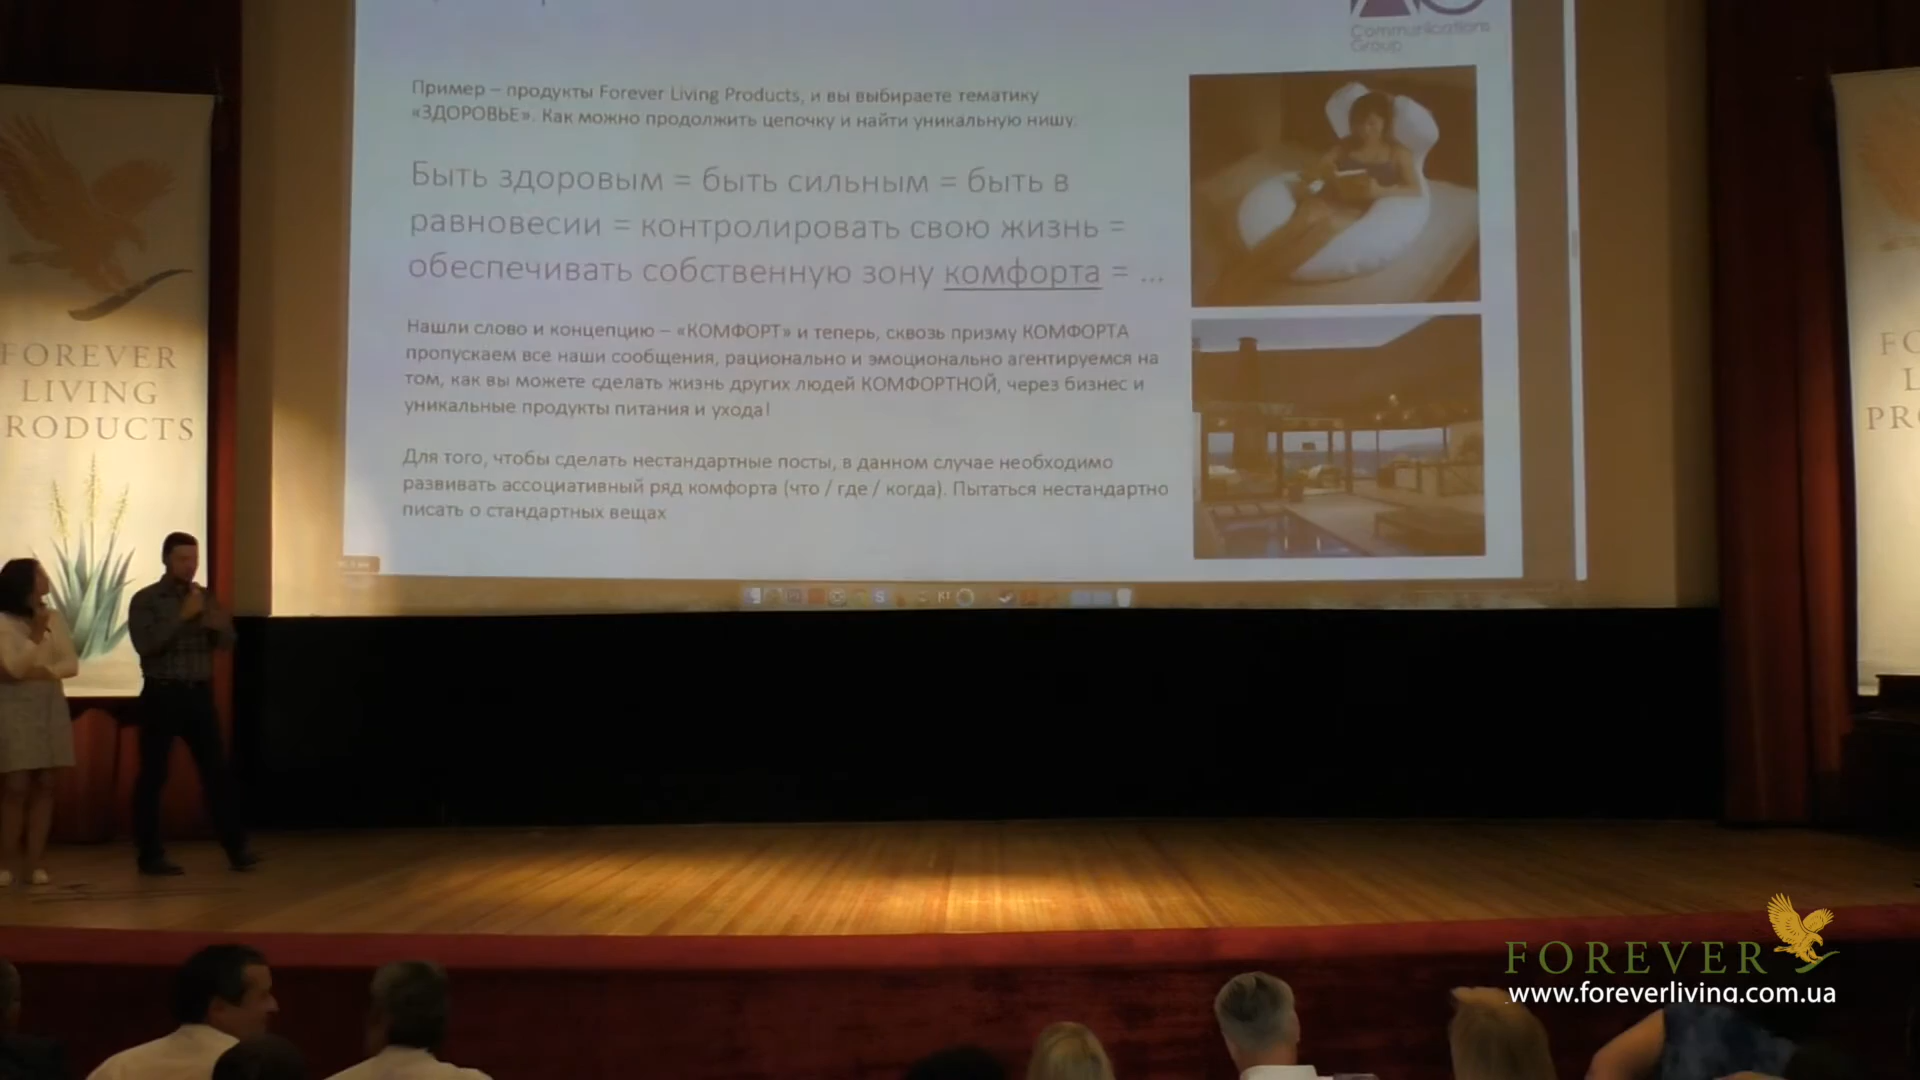 Communications
Group
Пример – продукты Forever Living Products, и вы выбираете тематику
«ЗДОРОВЬЕ». Как можно продолжить цепочку и найти уникальную нишу.
Быть здоровым = быть сильным = быть в
равновесии = контролировать свою жизнь =
обеспечивать собственную зону комфорта = ...
Нашли слово и концепцию – «КОМФОРТ» и теперь, сквозь призму КОМФОРТА
пропускаем все наши сообщения, рационально и эмоционально агентируемся на
том, как вы можете сделать жизнь других людей КОМФОРТНОЙ, через бизнес и
уникальные продукты питания и ухода!
Для того, чтобы сделать нестандартные посты, в данном случае необходимо
развивать ассоциативный ряд комфорта (что / где / когда). Пытаться нестандартно
писать о стандартных вещах
FOREVER
LIVING
RODUCTS
FO
L
PRO
FOREVER
www.foreverliving.com.ua